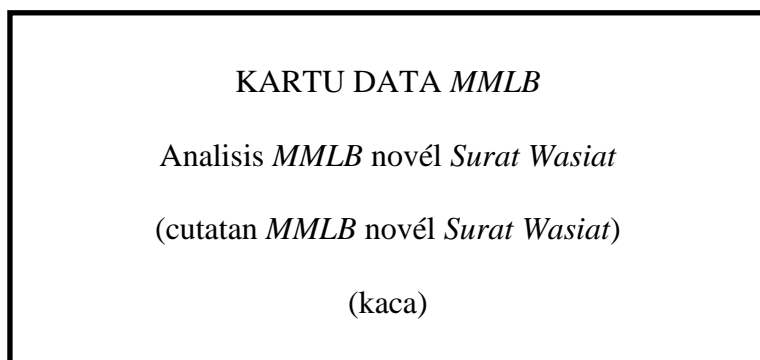 KARTU DATA MMLB
Analisis MMLB novél Surat Wasiat
(cutatan MMLB novél Surat Wasiat)
(kaca)